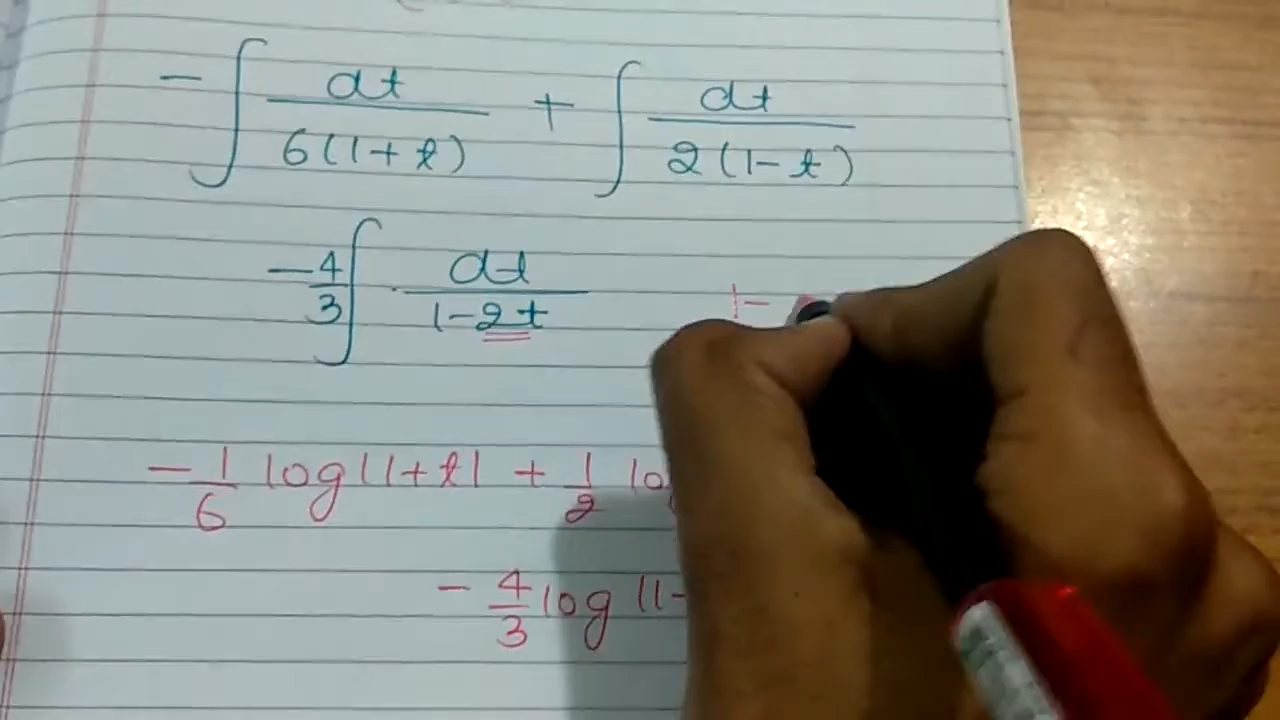 - ∫ dt / 6(1+t) + ∫ dt / 2(1-t)
- 4/3 ∫ dt / 1-2t
1-
- 1/6 log|1+t| + 1/2 lo
- 4/3 log |1-